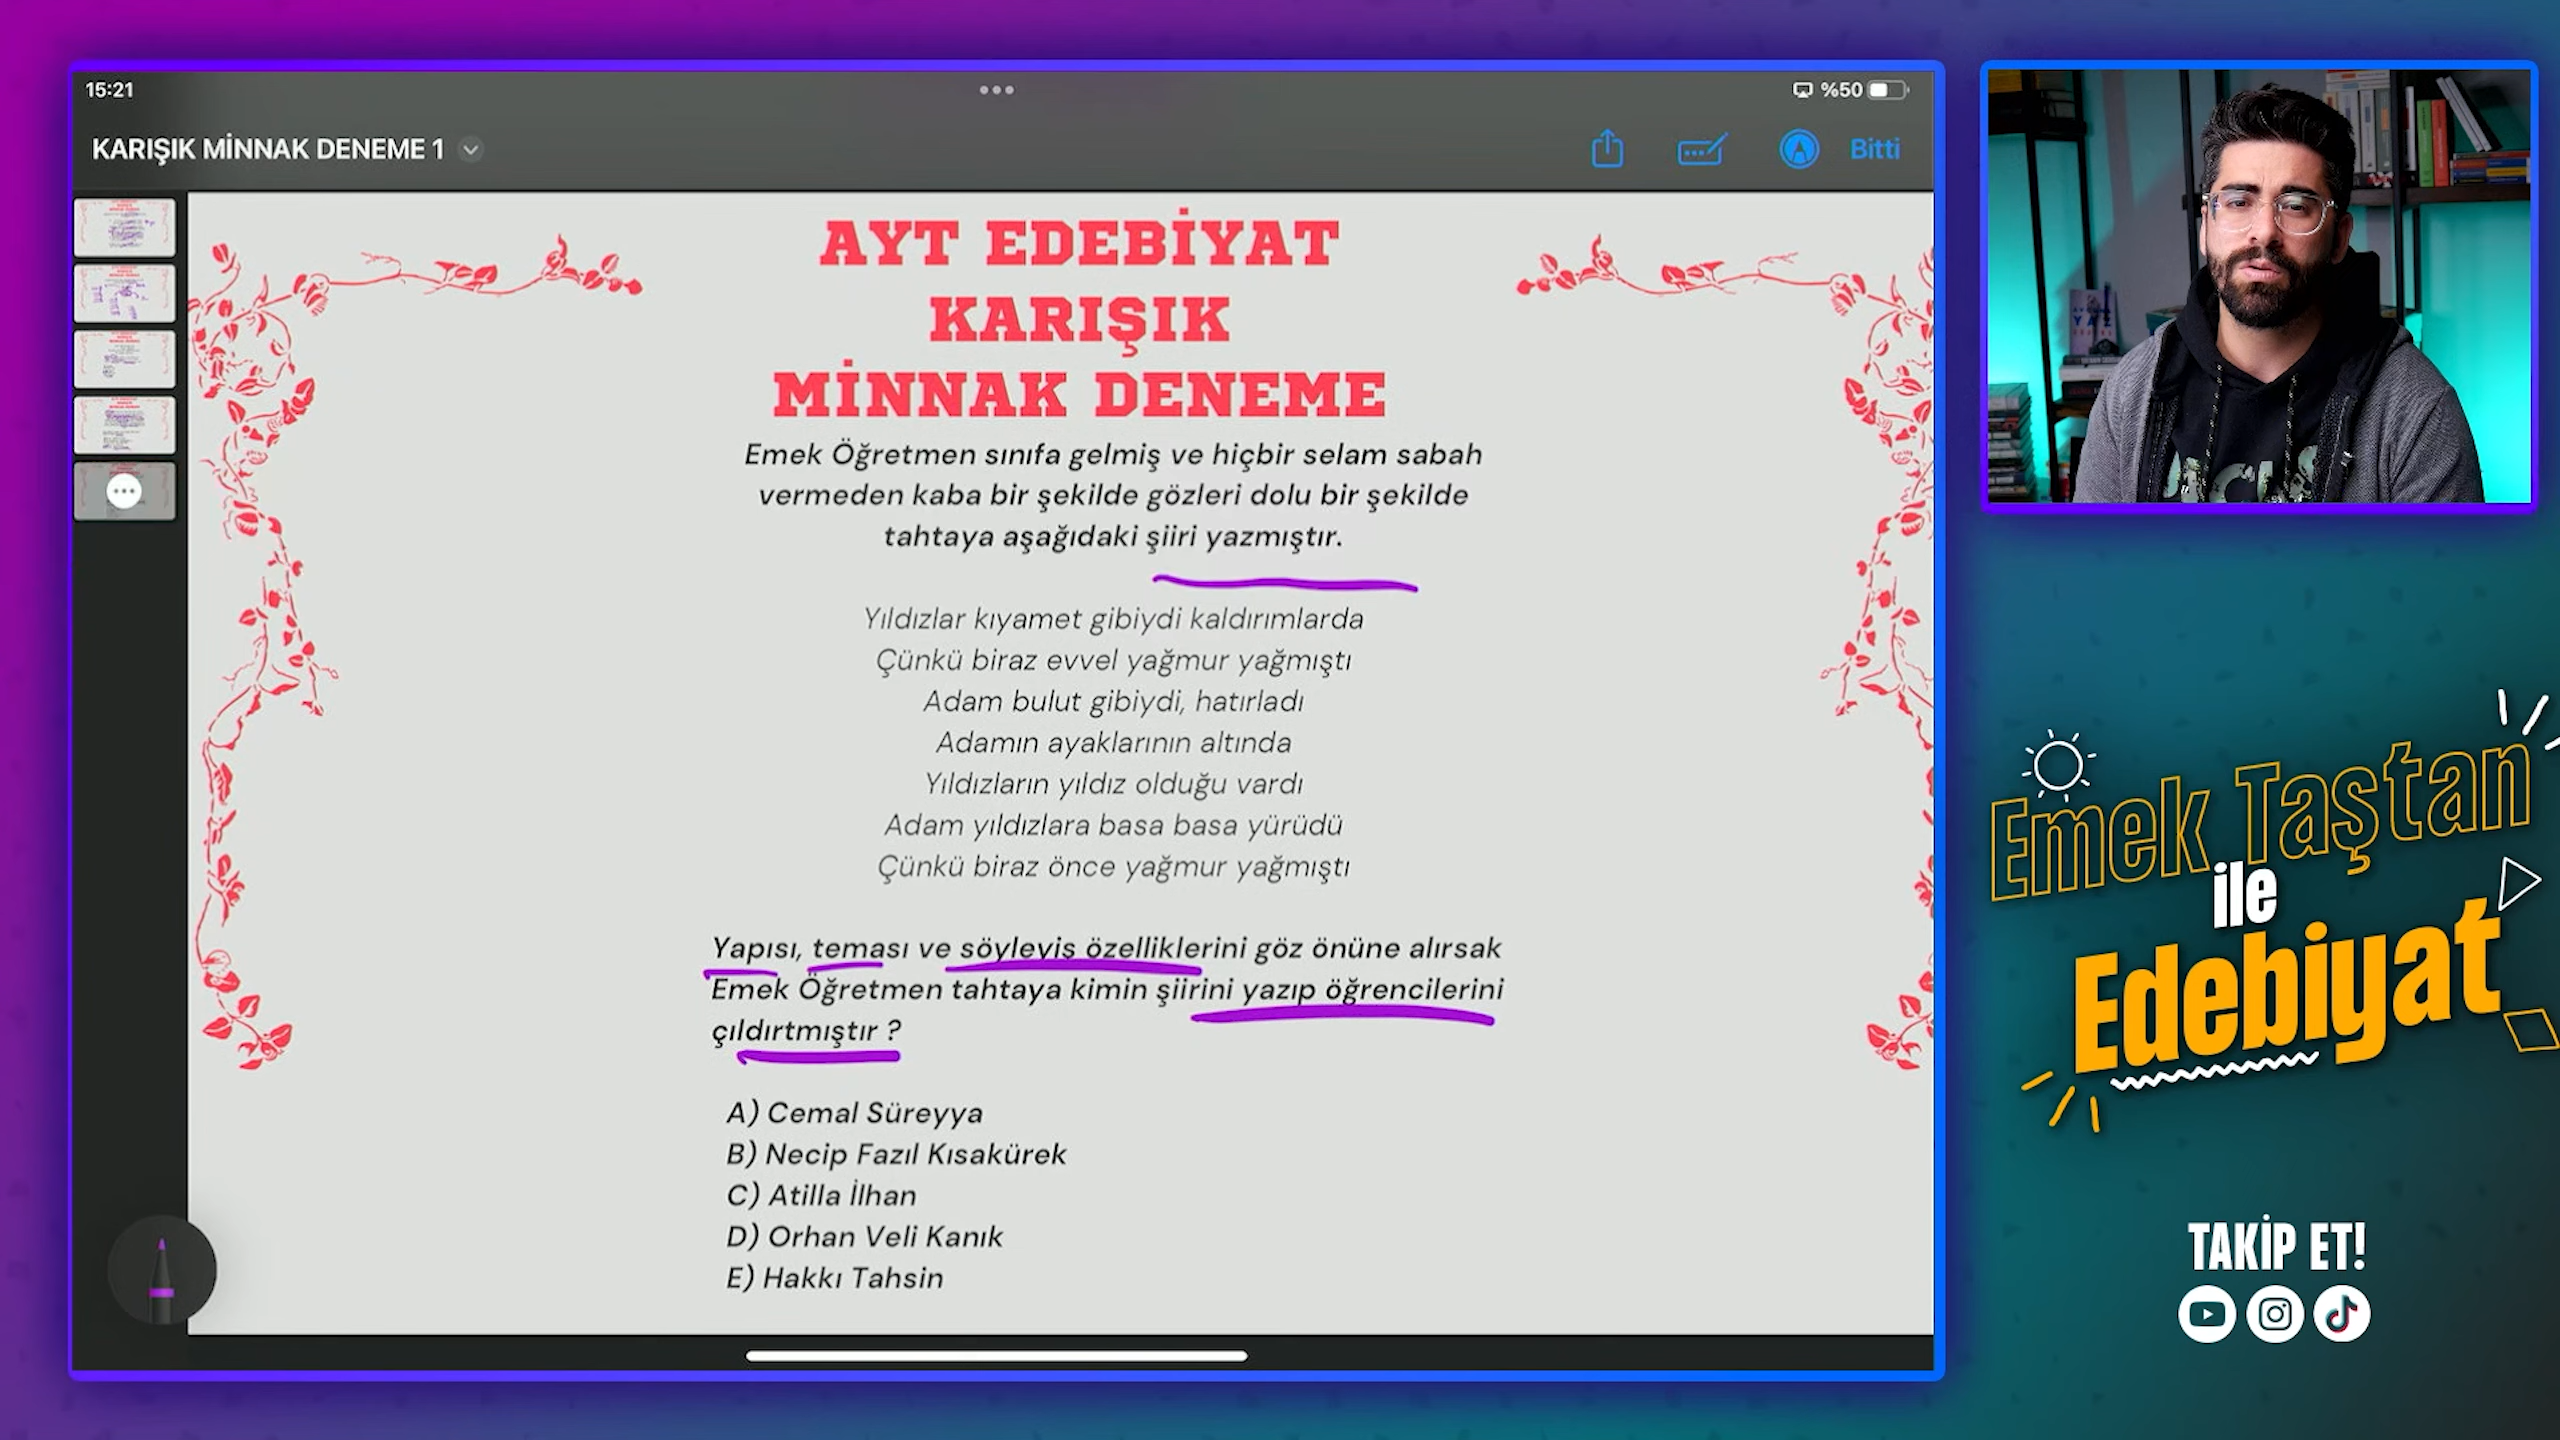 15:21
%50
KARIŞIK MİNNAK DENEME 1
Bitti
AYT EDEBİYAT
KARIŞIK
MİNNAK DENEME
Emek Öğretmen sınıfa gelmiş ve hiçbir selam sabah
vermeden kaba bir şekilde gözleri dolu bir şekilde
tahtaya aşağıdaki şiiri yazmıştır.
Yıldızlar kıyamet gibiydi kaldırımlarda
Çünkü biraz evvel yağmur yağmıştı
Adam bulut gibiydi, hatırladı
Adamın ayaklarının altında
Yıldızların yıldız olduğu vardı
Adam yıldızlara basa basa yürüdü
Çünkü biraz önce yağmur yağmıştı
Yapısı, teması ve söyleyiş özelliklerini göz önüne alırsak
Emek Öğretmen tahtaya kimin şiirini yazıp öğrencilerini
çıldırtmıştır ?
A) Cemal Süreyya
B) Necip Fazıl Kısakürek
C) Atilla İlhan
D) Orhan Veli Kanık
E) Hakkı Tahsin
Emek Taştan
ile
Edebiyat
TAKİP ET!